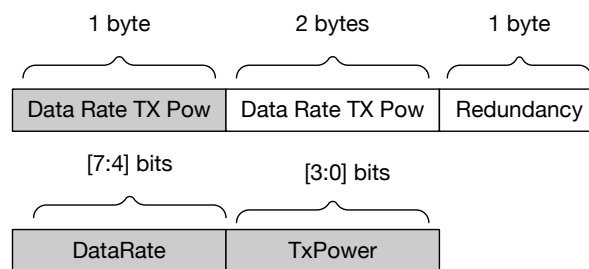 1 byte 2 bytes 1 byte
Data Rate TX Pow Data Rate TX Pow Redundancy
[7:4] bits [3:0] bits
DataRate TxPower